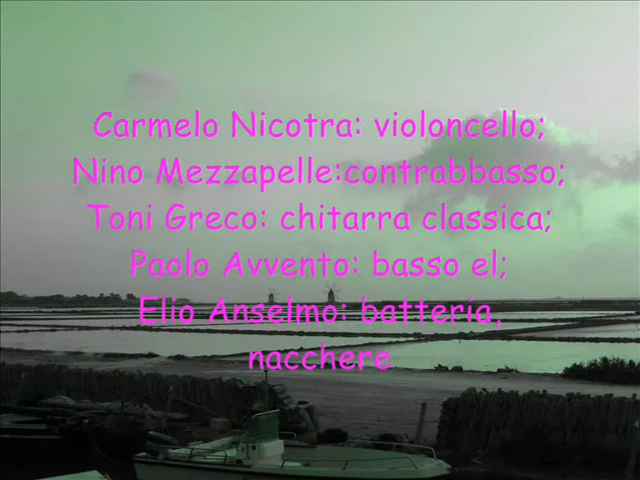 Carmelo Nicotra: violoncello;
Nino Mezzapelle:contrabbasso;
Toni Greco: chitarra classica;
Paolo Avvento: basso el;
Elio Anselmo: batteria,
nacchere